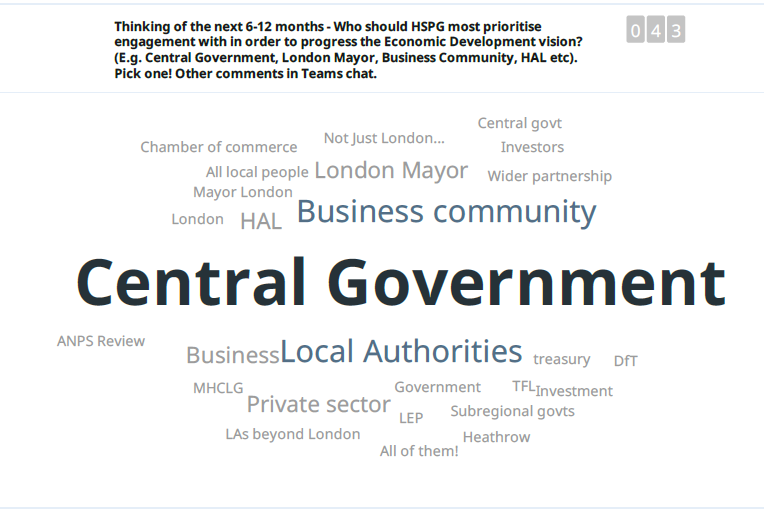 Thinking of the next 6-12 months - Who should HSPG most prioritise
engagement with in order to progress the Economic Development vision?
(E.g. Central Government, London Mayor, Business Community, HAL etc).
Pick one! Other comments in Teams chat.
043
Central govt
Not Just London...
Chamber of commerce
Investors
All local people
London Mayor
Wider partnership
Mayor London
London
HAL
Business community
Central Government
ANPS Review
Business
Local Authorities
treasury
DfT
MHCLG
Government
TFL
Investment
Private sector
LEP
Subregional govts
LAs beyond London
Heathrow
All of them!